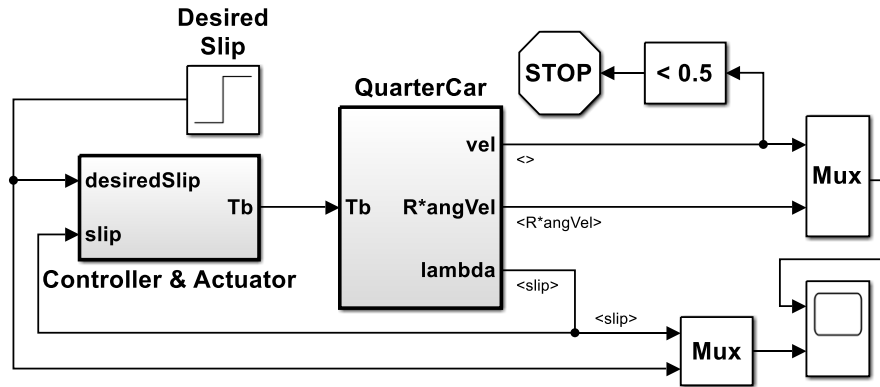 Desired
Slip
STOP
< 0.5
QuarterCar
vel
<>
Mux
desiredSlip
Tb
slip
Tb
R*angVel
<R*angVel>
Controller & Actuator
lambda
<slip>
<slip>
Mux